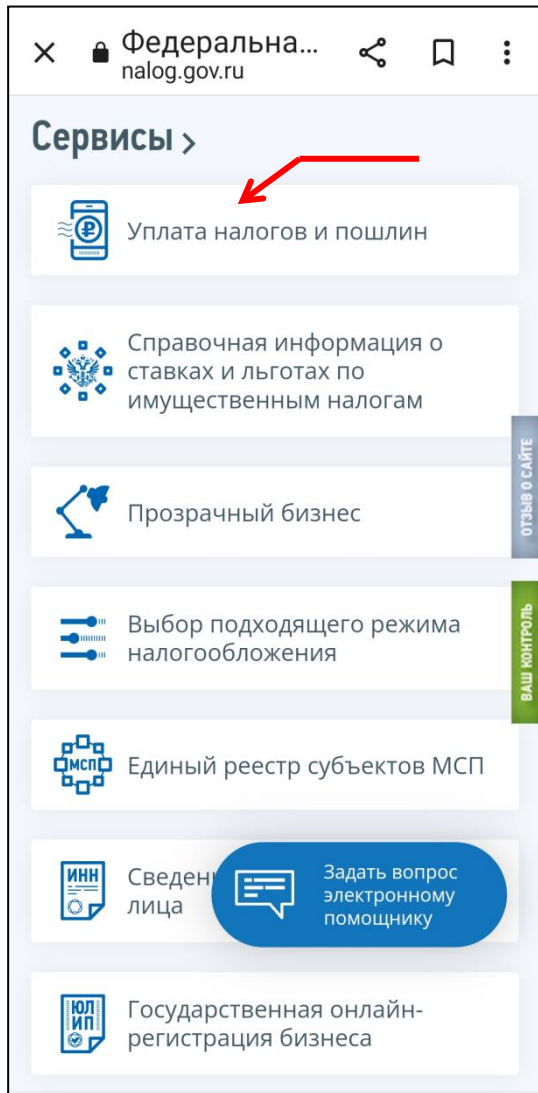 Федеральна...
nalog.gov.ru
Сервисы >
Уплата налогов и пошлин
Справочная информация о
ставках и льготах по
имущественным налогам
ОТЗЫВ О САЙТЕ
Прозрачный бизнес
Выбор подходящего режима
налогообложения
ВАШ КОНТРОЛЬ
МСП
Единый реестр субъектов МСП
ИНН
Сведен
лица
Задать вопрос
электронному
помощнику
ЮЛ
ИП
Государственная онлайн-
регистрация бизнеса